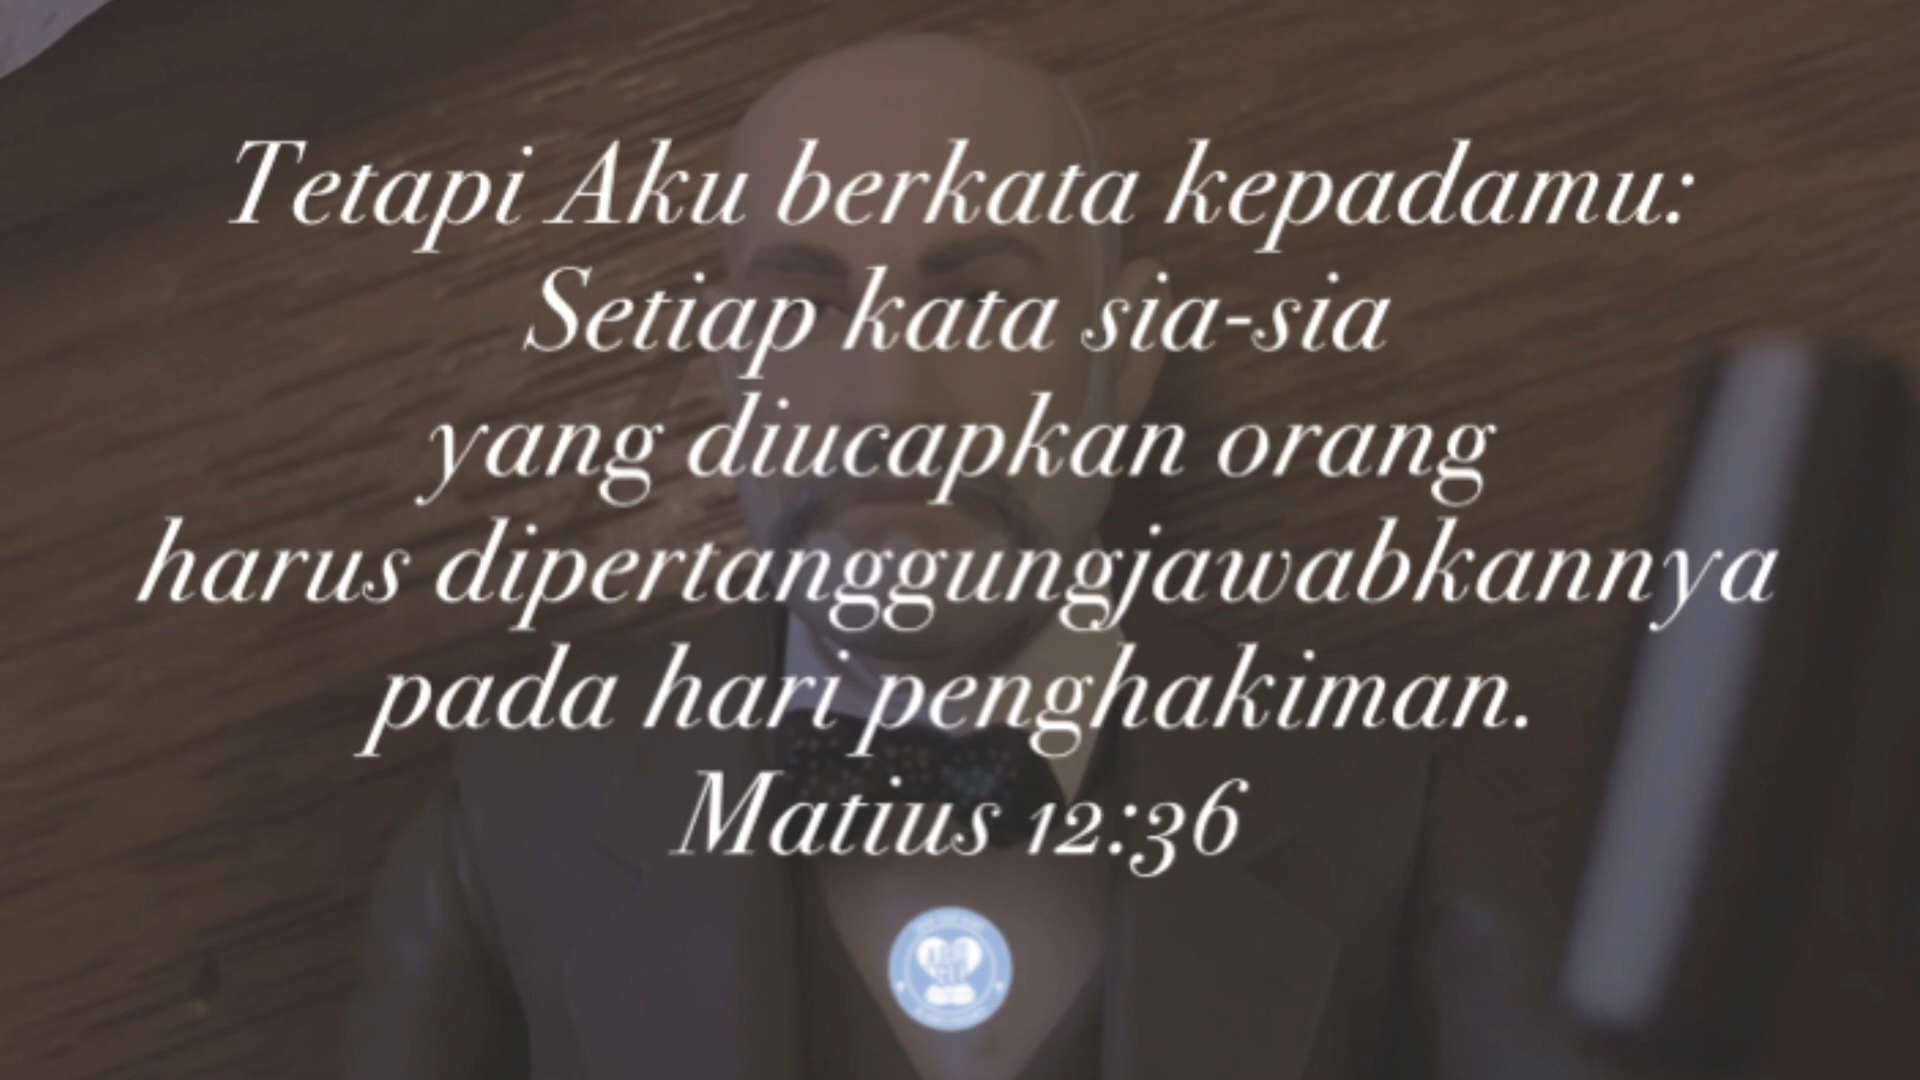 Tetapi Aku berkata kepadamu:
Setiap kata sia-sia
yang diucapkan orang
harus dipertanggungjawabkannya
pada hari penghakiman.
Matius 12:36